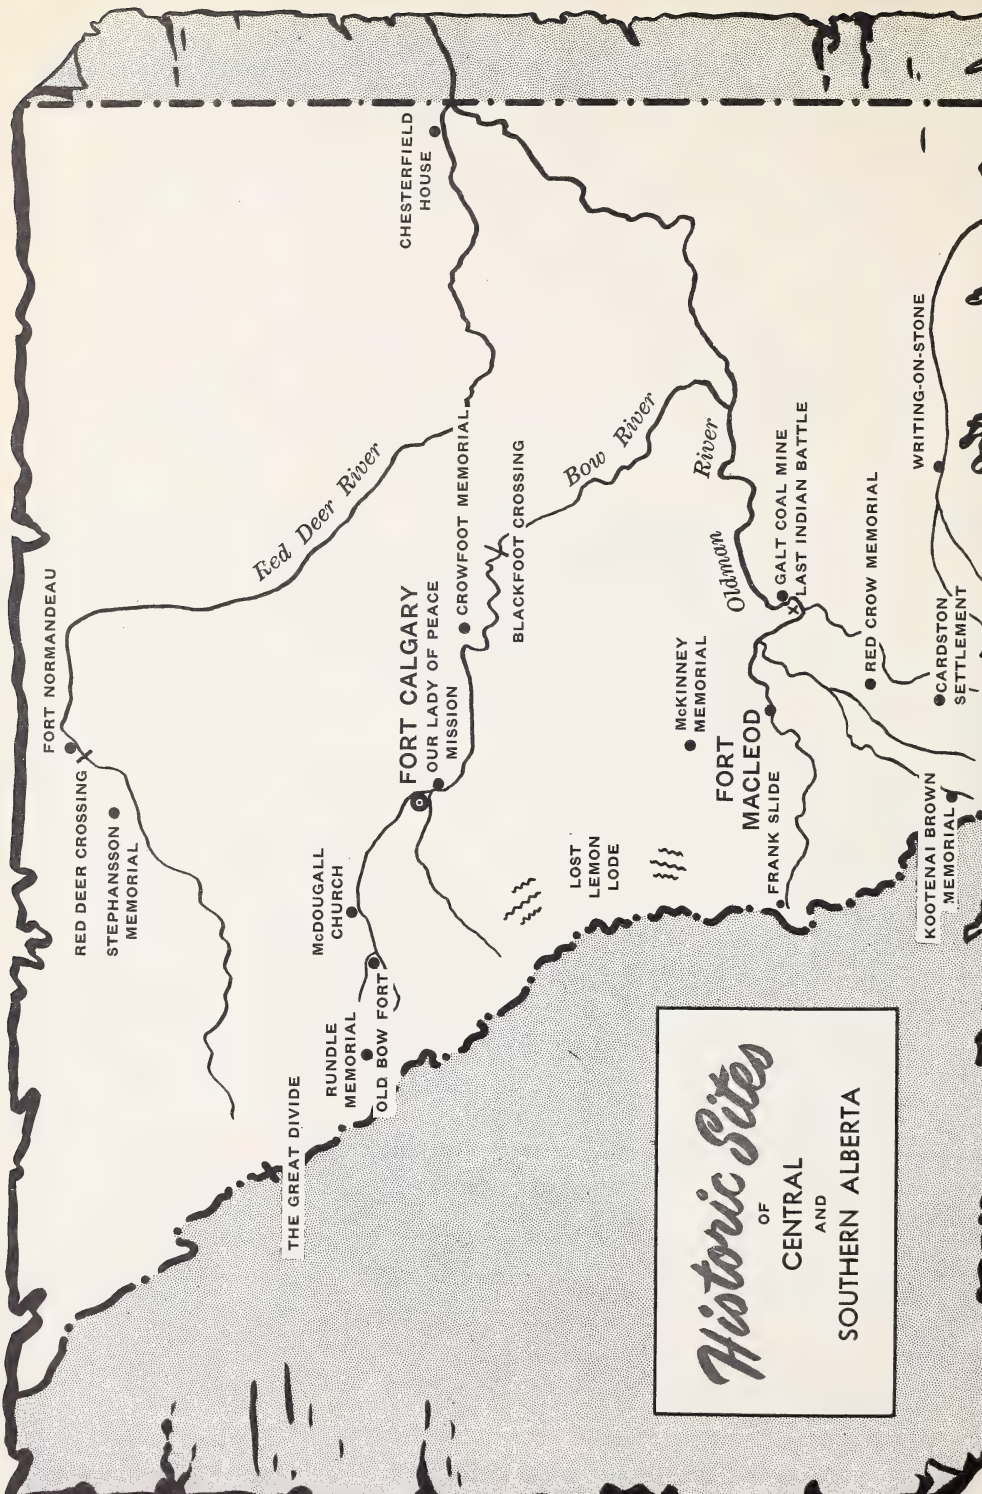 FORT NORMANDEAU
RED DEER CROSSING
STEPHANSSON
MEMORIAL
Red Deer River
THE GREAT DIVIDE
McDOUGALL
CHURCH
RUNDLE
MEMORIAL
OLD BOW FORT
FORT CALGARY
OUR LADY OF PEACE
MISSION
CHESTERFIELD
HOUSE
CROWFOOT MEMORIAL
BLACKFOOT CROSSING
Bow River
LOST
LEMON
LODE
McKINNEY
MEMORIAL
Oldman River
FORT
MACLEOD
FRANK SLIDE
GALT COAL MINE
LAST INDIAN BATTLE
RED CROW MEMORIAL
WRITING-ON-STONE
CARDSTON
SETTLEMENT
KOOTENAI BROWN
MEMORIAL
Historic Sites
OF
CENTRAL
AND
SOUTHERN ALBERTA